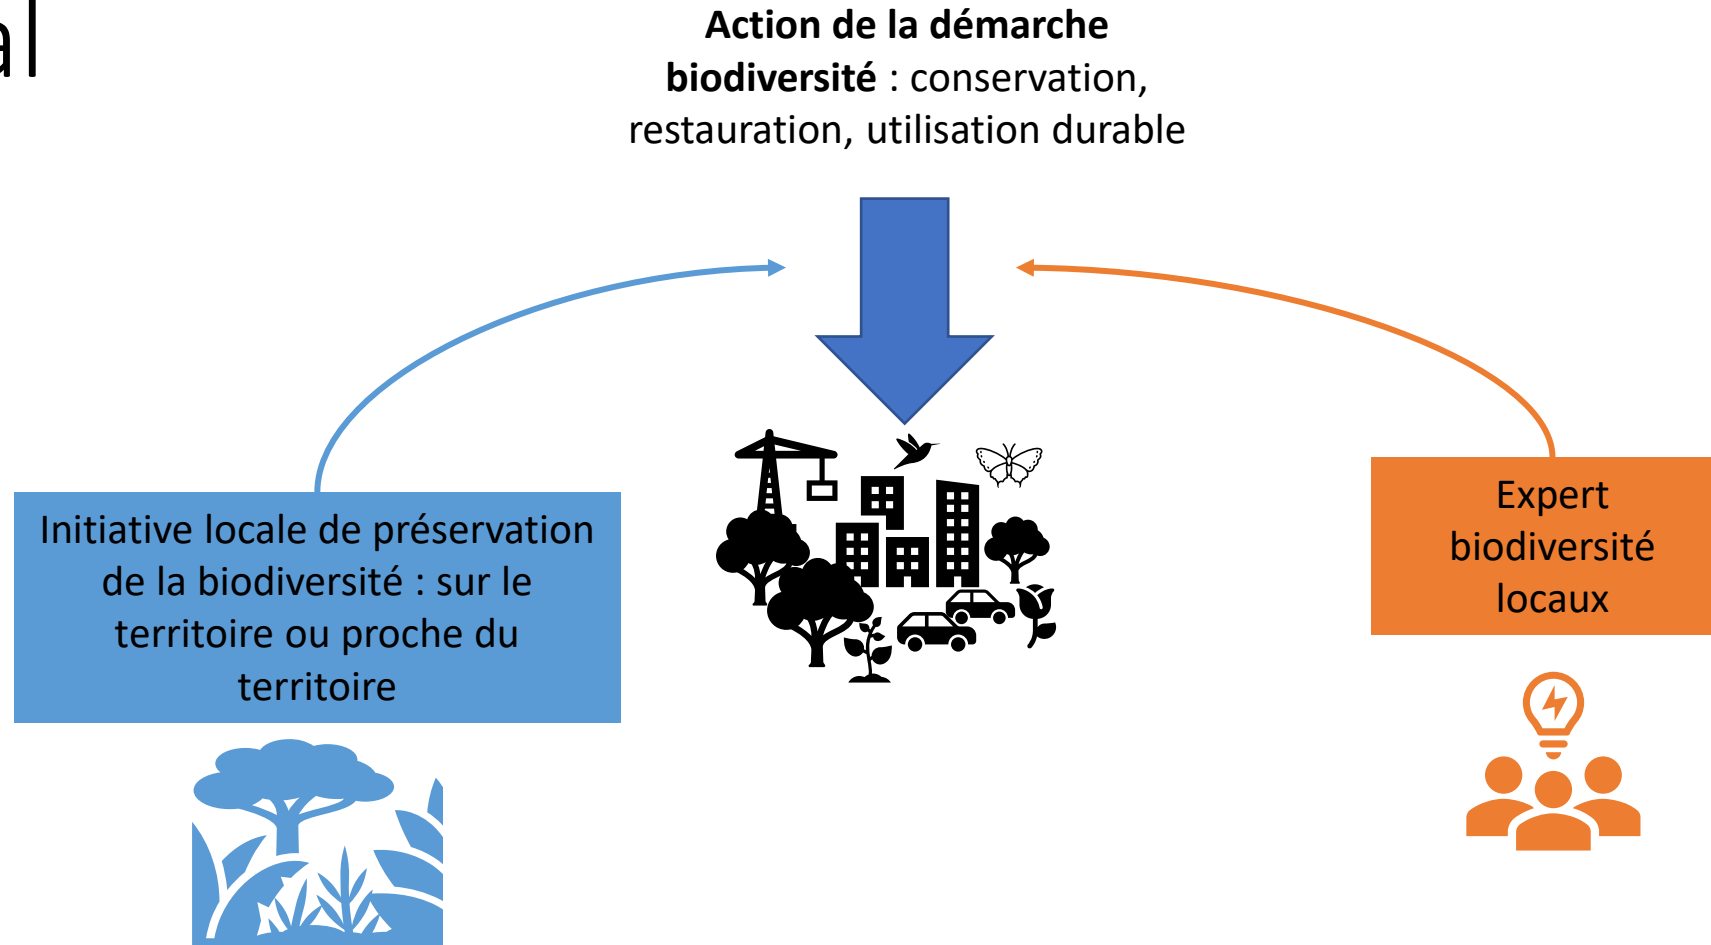 al
Action de la démarche
biodiversité : conservation,
restauration, utilisation durable
Initiative locale de préservation
de la biodiversité : sur le
territoire ou proche du
territoire
Expert
biodiversité
locaux